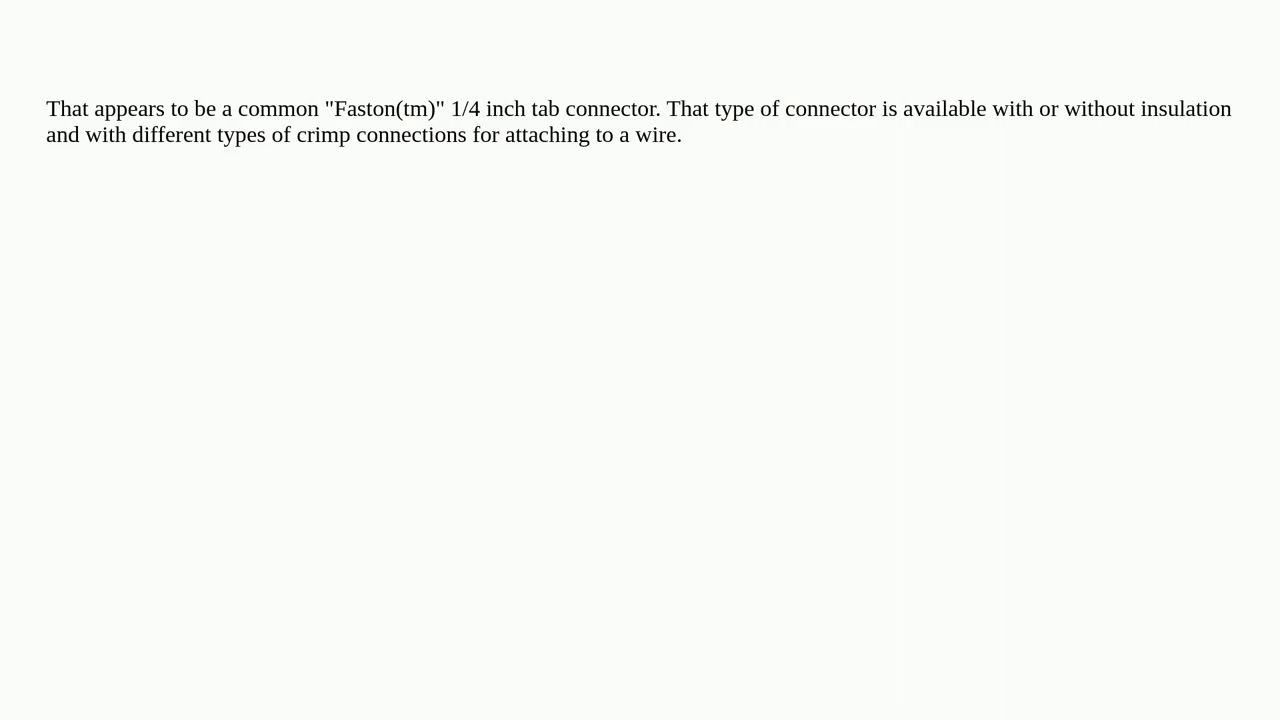 That appears to be a common "Faston(tm)" 1/4 inch tab connector. That type of connector is available with or without insulation
and with different types of crimp connections for attaching to a wire.